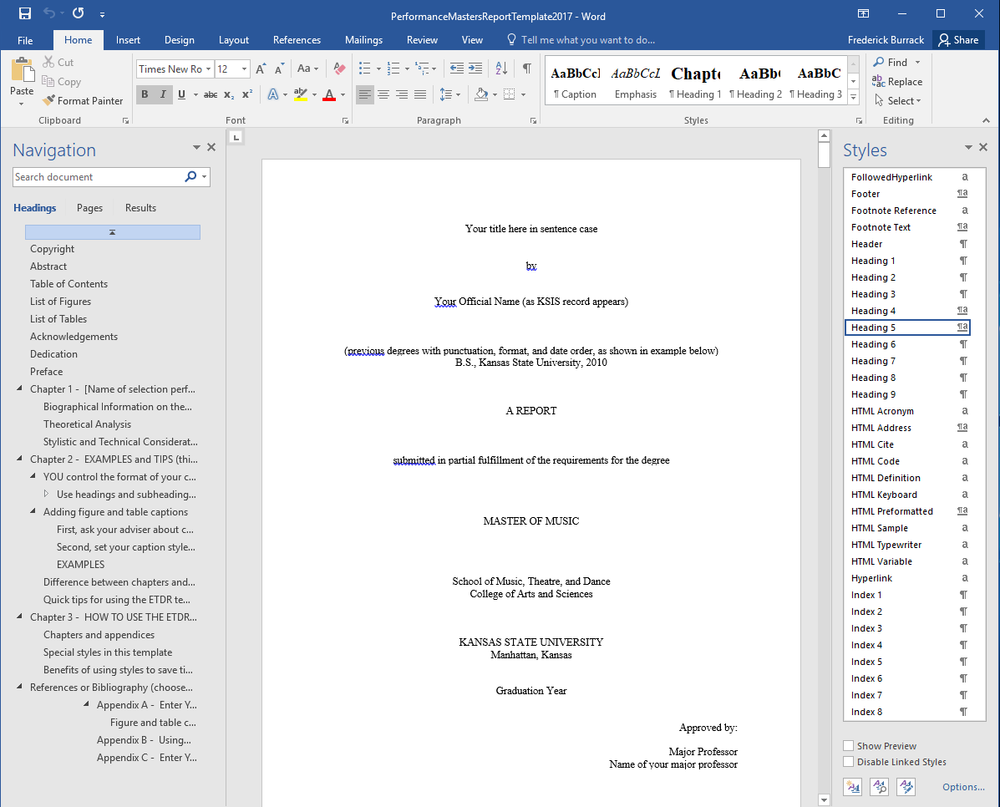 PerformanceMastersReportTemplate2017 - Word
File Home Insert Design Layout References Mailings Review View Tell me what you want to do... Frederick Burrack Share
Paste
Cut
Copy
Format Painter
Clipboard
Times New Ro 12 Aa
B I U abc x₂ x² A ab A
Font
Paragraph
AaBbCcI AaBbCcL Chapte AaBb( AaBbC
¶ Caption Emphasis ¶ Heading 1 ¶ Heading 2 ¶ Heading 3
Styles
Find
Replace
Select
Editing
Navigation
Search document
Headings Pages Results
Copyright
Abstract
Table of Contents
List of Figures
List of Tables
Acknowledgements
Dedication
Preface
Chapter 1 - [Name of selection perf...
Biographical Information on the...
Theoretical Analysis
Stylistic and Technical Considerat...
Chapter 2 - EXAMPLES and TIPS (thi...
YOU control the format of your c...
Use headings and subheading...
Adding figure and table captions
First, ask your adviser about c...
Second, set your caption style...
EXAMPLES
Difference between chapters and...
Quick tips for using the ETDR te...
Chapter 3 - HOW TO USE THE ETDR...
Chapters and appendices
Special styles in this template
Benefits of using styles to save ti...
References or Bibliography (choose...
Appendix A - Enter Y...
Figure and table c...
Appendix B - Using...
Appendix C - Enter Y...
L
Your title here in sentence case
by
Your Official Name (as KSIS record appears)
(previous degrees with punctuation, format, and date order, as shown in example below)
B.S., Kansas State University, 2010
A REPORT
submitted in partial fulfillment of the requirements for the degree
MASTER OF MUSIC
School of Music, Theatre, and Dance
College of Arts and Sciences
KANSAS STATE UNIVERSITY
Manhattan, Kansas
Graduation Year
Approved by:
Major Professor
Name of your major professor
Styles
FollowedHyperlink a
Footer ¶a
Footnote Reference a
Footnote Text ¶a
Header ¶
Heading 1 ¶
Heading 2 ¶
Heading 3 ¶
Heading 4 ¶a
Heading 5 ¶a
Heading 6 ¶
Heading 7 ¶
Heading 8 ¶
Heading 9 ¶
HTML Acronym a
HTML Address ¶a
HTML Cite a
HTML Code a
HTML Definition a
HTML Keyboard a
HTML Preformatted ¶a
HTML Sample a
HTML Typewriter a
HTML Variable a
Hyperlink a
Index 1 ¶
Index 2 ¶
Index 3 ¶
Index 4 ¶
Index 5 ¶
Index 6 ¶
Index 7 ¶
Index 8 ¶
Show Preview
Disable Linked Styles
Options...